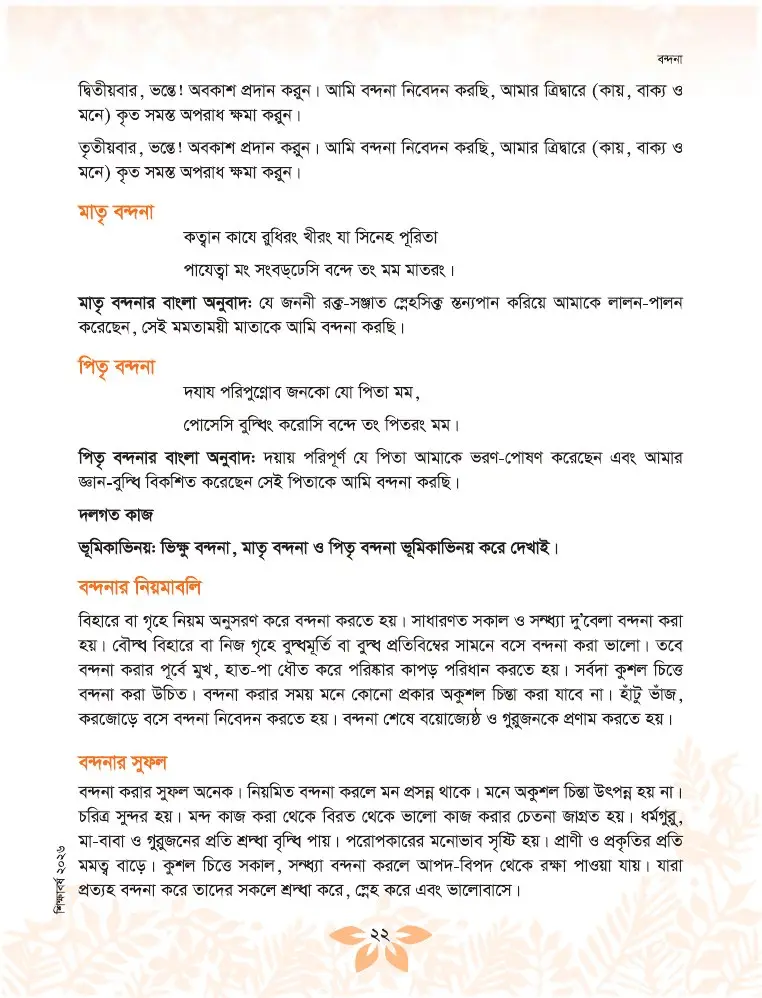 বন্দনা
দ্বিতীয়বার, ভন্তে! অবকাশ প্রদান করুন। আমি বন্দনা নিবেদন করছি, আমার ত্রিদ্বারে (কায়, বাক্য ও
মনে) কৃত সমস্ত অপরাধ ক্ষমা করুন।
তৃতীয়বার, ভন্তে! অবকাশ প্রদান করুন। আমি বন্দনা নিবেদন করছি, আমার ত্রিদ্বারে (কায়, বাক্য ও
মনে) কৃত সমস্ত অপরাধ ক্ষমা করুন।
মাতৃ বন্দনা
কত্বান কাযে রুধিরং খীরং যা সিনেহ পূরিতা
পাযেত্বা মং সংবড্ঢেসি বন্দে তং মম মাতরং।
মাতৃ বন্দনার বাংলা অনুবাদ: যে জননী রক্ত-সঞ্জাত স্নেহসিক্ত স্তন্যপান করিয়ে আমাকে লালন-পালন
করেছেন, সেই মমতাময়ী মাতাকে আমি বন্দনা করছি।
পিতৃ বন্দনা
দযায পরিপুণ্ণোব জনকো যো পিতা মম,
পোসেসি বুদ্ধিং করোসি বন্দে তং পিতরং মম।
পিতৃ বন্দনার বাংলা অনুবাদ: দয়ায় পরিপূর্ণ যে পিতা আমাকে ভরণ-পোষণ করেছেন এবং আমার
জ্ঞান-বুদ্ধি বিকশিত করেছেন সেই পিতাকে আমি বন্দনা করছি।
দলগত কাজ
ভূমিকাভিনয়: ভিক্ষু বন্দনা, মাতৃ বন্দনা ও পিতৃ বন্দনা ভূমিকাভিনয় করে দেখাই।
বন্দনার নিয়মাবলি
বিহারে বা গৃহে নিয়ম অনুসরণ করে বন্দনা করতে হয়। সাধারণত সকাল ও সন্ধ্যা দু'বেলা বন্দনা করা
হয়। বৌদ্ধ বিহারে বা নিজ গৃহে বুদ্ধমূর্তি বা বুদ্ধ প্রতিবিম্বের সামনে বসে বন্দনা করা ভালো। তবে
বন্দনা করার পূর্বে মুখ, হাত-পা ধৌত করে পরিষ্কার কাপড় পরিধান করতে হয়। সর্বদা কুশল চিত্তে
বন্দনা করা উচিত। বন্দনা করার সময় মনে কোনো প্রকার অকুশল চিন্তা করা যাবে না। হাঁটু ভাঁজ,
করজোড়ে বসে বন্দনা নিবেদন করতে হয়। বন্দনা শেষে বয়োজ্যেষ্ঠ ও গুরুজনকে প্রণাম করতে হয়।
বন্দনার সুফল
বন্দনা করার সুফল অনেক। নিয়মিত বন্দনা করলে মন প্রসন্ন থাকে। মনে অকুশল চিন্তা উৎপন্ন হয় না।
চরিত্র সুন্দর হয়। মন্দ কাজ করা থেকে বিরত থেকে ভালো কাজ করার চেতনা জাগ্রত হয়। ধর্মগুরু,
মা-বাবা ও গুরুজনের প্রতি শ্রদ্ধা বৃদ্ধি পায়। পরোপকারের মনোভাব সৃষ্টি হয়। প্রাণী ও প্রকৃতির প্রতি
মমত্ব বাড়ে। কুশল চিত্তে সকাল, সন্ধ্যা বন্দনা করলে আপদ-বিপদ থেকে রক্ষা পাওয়া যায়। যারা
প্রত্যহ বন্দনা করে তাদের সকলে শ্রদ্ধা করে, স্নেহ করে এবং ভালোবাসে।
শিক্ষাবর্ষ ২০২৬
২২